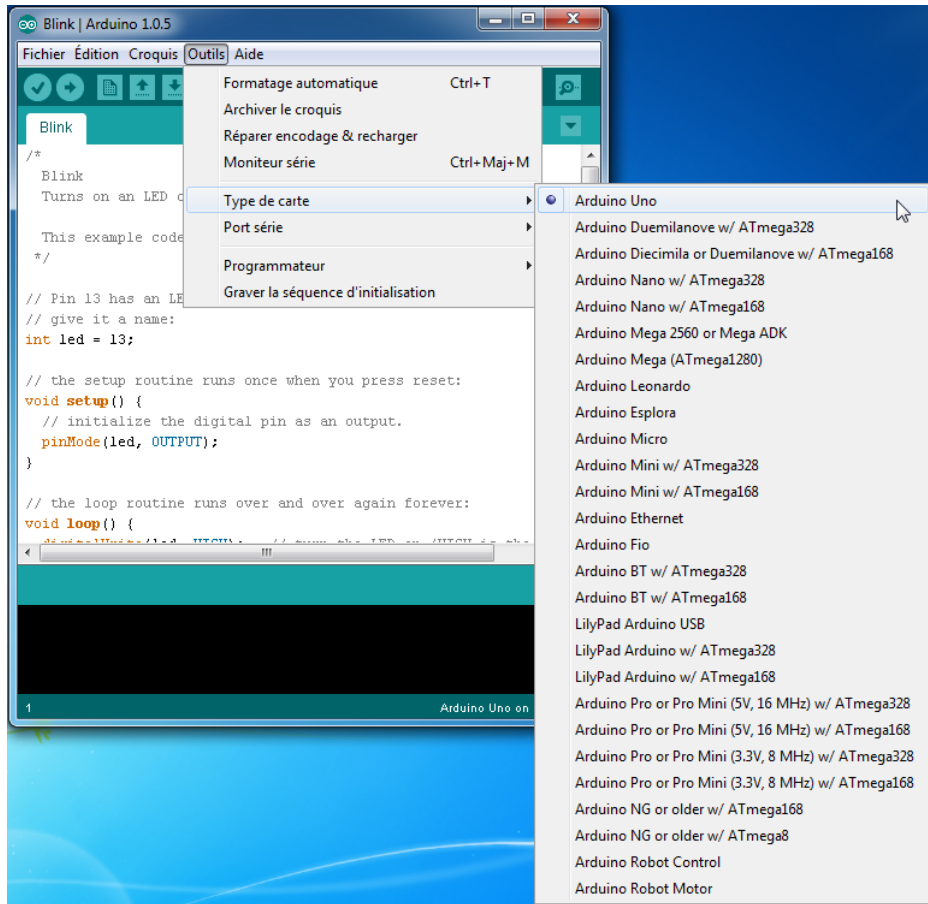 Blink | Arduino 1.0.5
Fichier Édition Croquis Outils Aide
Formatage automatique Ctrl+T
Archiver le croquis
Réparer encodage & recharger
Moniteur série Ctrl+Maj+M
Type de carte
Port série
Programmateur
Graver la séquence d'initialisation
Blink
/*
Blink
Turns on an LED
This example code
*/
// Pin 13 has an LE
// give it a name:
int led = 13;
// the setup routine runs once when you press reset:
void setup() {
// initialize the digital pin as an output.
pinMode(led, OUTPUT);
}
// the loop routine runs over and over again forever:
void loop() {
digitalWrite(led, HIGH); // turn the LED on (HIGH is the
1
Arduino Uno on
Arduino Uno
Arduino Duemilanove w/ ATmega328
Arduino Diecimila or Duemilanove w/ ATmega168
Arduino Nano w/ ATmega328
Arduino Nano w/ ATmega168
Arduino Mega 2560 or Mega ADK
Arduino Mega (ATmega1280)
Arduino Leonardo
Arduino Esplora
Arduino Micro
Arduino Mini w/ ATmega328
Arduino Mini w/ ATmega168
Arduino Ethernet
Arduino Fio
Arduino BT w/ ATmega328
Arduino BT w/ ATmega168
LilyPad Arduino USB
LilyPad Arduino w/ ATmega328
LilyPad Arduino w/ ATmega168
Arduino Pro or Pro Mini (5V, 16 MHz) w/ ATmega328
Arduino Pro or Pro Mini (5V, 16 MHz) w/ ATmega168
Arduino Pro or Pro Mini (3.3V, 8 MHz) w/ ATmega328
Arduino Pro or Pro Mini (3.3V, 8 MHz) w/ ATmega168
Arduino NG or older w/ ATmega168
Arduino NG or older w/ ATmega8
Arduino Robot Control
Arduino Robot Motor